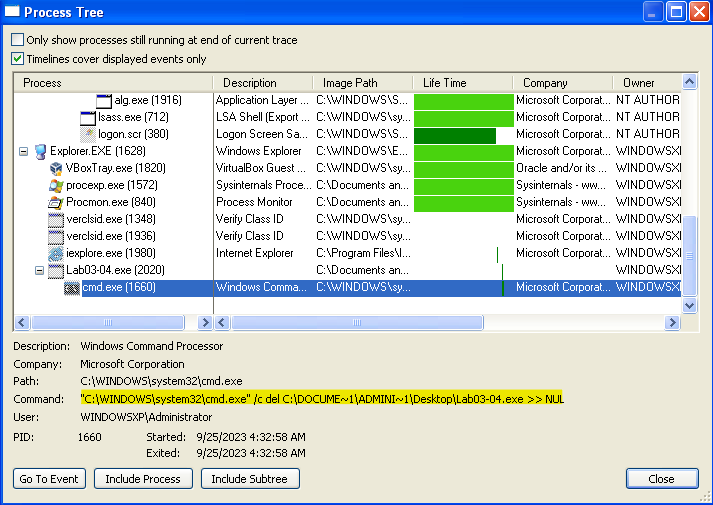 Process Tree
Only show processes still running at end of current trace
Timelines cover displayed events only
Process Description Image Path Life Time Company Owner
alg.exe (1916) Application Layer ... C:\WINDOWS\S... Microsoft Corporat... NT AUTHOR
lsass.exe (712) LSA Shell (Export ... C:\WINDOWS\sy... Microsoft Corporat... NT AUTHOR
logon.scr (380) Logon Screen Sa... C:\WINDOWS\Sy... Microsoft Corporat... NT AUTHOR
Explorer.EXE (1628) Windows Explorer C:\WINDOWS\E... Microsoft Corporat... WINDOWSXI
VBoxTray.exe (1820) VirtualBox Guest ... C:\WINDOWS\sy... Oracle and/or its ... WINDOWSXI
procexp.exe (1572) Sysinternals Proce... C:\Documents an... Sysinternals - ww... WINDOWSXI
Procmon.exe (840) Process Monitor C:\Documents an... Sysinternals - ww... WINDOWSXI
verclsid.exe (1348) Verify Class ID C:\WINDOWS\sy... Microsoft Corporat... WINDOWSXI
verclsid.exe (1936) Verify Class ID C:\WINDOWS\sy... Microsoft Corporat... WINDOWSXI
iexplore.exe (1980) Internet Explorer C:\Program Files\I... Microsoft Corporat... WINDOWSXI
Lab03-04.exe (2020) C:\Documents an... WINDOWSXI
cmd.exe (1660) Windows Comma... C:\WINDOWS\sy... Microsoft Corporat... WINDOWSXI
Description: Windows Command Processor
Company: Microsoft Corporation
Path: C:\WINDOWS\system32\cmd.exe
Command: "C:\WINDOWS\system32\cmd.exe" /c del C:\DOCUME~1\ADMINI~1\Desktop\Lab03-04.exe >> NUL
User: WINDOWSXP\Administrator
PID: 1660 Started: 9/25/2023 4:32:58 AM
Exited: 9/25/2023 4:32:58 AM
Go To Event Include Process Include Subtree Close